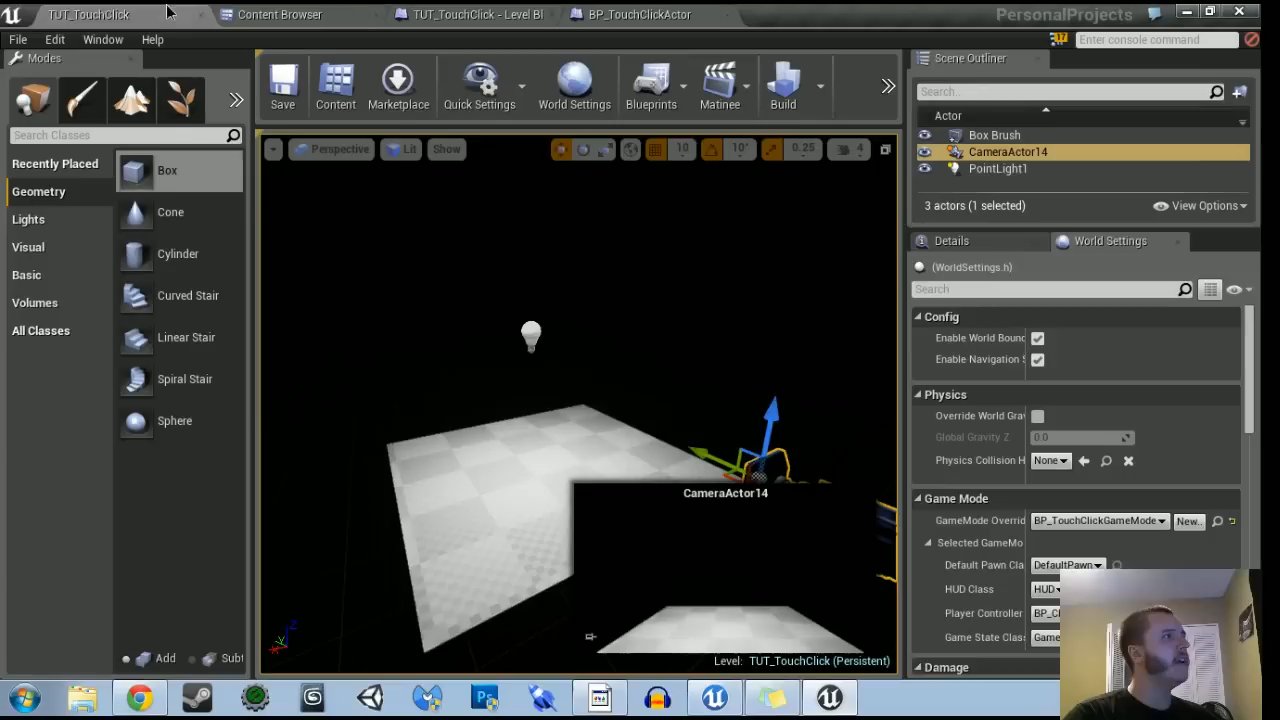 TUT_TouchClick
Content Browser
TUT_TouchClick - Level Bl
BP_TouchClickActor
PersonalProjects
File Edit Window Help
17
Enter console command
Modes
Save
Content
Marketplace
Quick Settings
World Settings
Blueprints
Matinee
Build
Search Classes
Recently Placed
Geometry
Lights
Visual
Basic
Volumes
All Classes
Box
Cone
Cylinder
Curved Stair
Linear Stair
Spiral Stair
Sphere
Add
Subt
Perspective
Lit
Show
10
10°
0.25
4
CameraActor14
Level: TUT_TouchClick (Persistent)
Z
Y
X
Scene Outliner
Search..
Actor
Box Brush
CameraActor14
PointLight1
3 actors (1 selected)
View Options
Details
World Settings
(WorldSettings.h)
Search
Config
Enable World Bound
Enable Navigation S
Physics
Override World Grav
Global Gravity Z 0.0
Physics Collision H None
Game Mode
GameMode Overrid BP_TouchClickGameMode New..
Selected GameMo
Default Pawn Cla DefaultPawn
HUD Class HUD
Player Controller BP_Cl
Game State Class Game
Damage